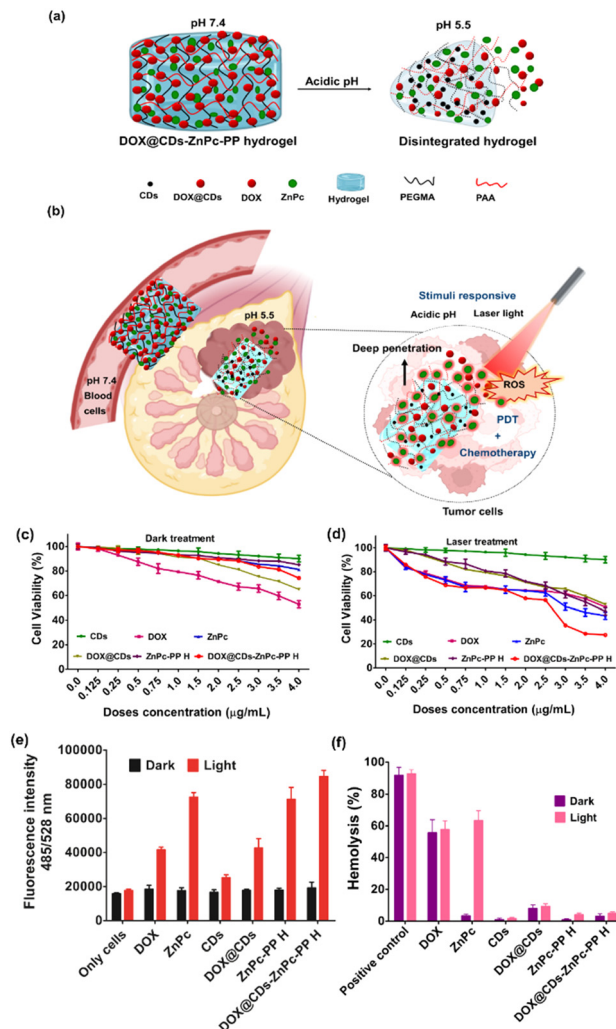 (a)
pH 7.4
pH 5.5
Acidic pH
DOX@CDs-ZnPc-PP hydrogel
Disintegrated hydrogel
CDs
DOX@CDs
DOX
ZnPc
Hydrogel
PEGMA
PAA
(b)
pH 7.4
Blood
cells
pH 5.5
Stimuli responsive
Acidic pH
Laser light
Deep penetration
ROS
PDT
+
Chemotherapy
Tumor cells
(c)
Dark treatment
Cell Viability (%)
100
80
60
40
20
0
CDs
DOX
ZnPc
DOX@CDs
ZnPc-PP H
DOX@CDs-ZnPc-PP H
0.0
0.125
0.25
0.5
0.75
1.0
1.5
2.0
2.5
3.0
3.5
4.0
Doses concentration (µg/mL)
(d)
Laser treatment
Cell Viability (%)
100
80
60
40
20
0
CDs
DOX
ZnPc
DOX@CDs
ZnPc-PP H
DOX@CDs-ZnPc-PP H
0.0
0.125
0.25
0.5
0.75
1.0
1.5
2.0
2.5
3.0
3.5
4.0
Doses concentration (µg/mL)
(e)
Fluorescence intensity
485/528 nm
100000
80000
60000
40000
20000
0
Dark
Light
Only cells
DOX
ZnPc
CDs
DOX@CDs
ZnPc-PP H
DOX@CDs-ZnPc-PP H
(f)
Hemolysis (%)
100
80
60
40
20
0
Dark
Light
Positive control
DOX
ZnPc
CDs
DOX@CDs
ZnPc-PP H
DOX@CDs-ZnPc-PP H